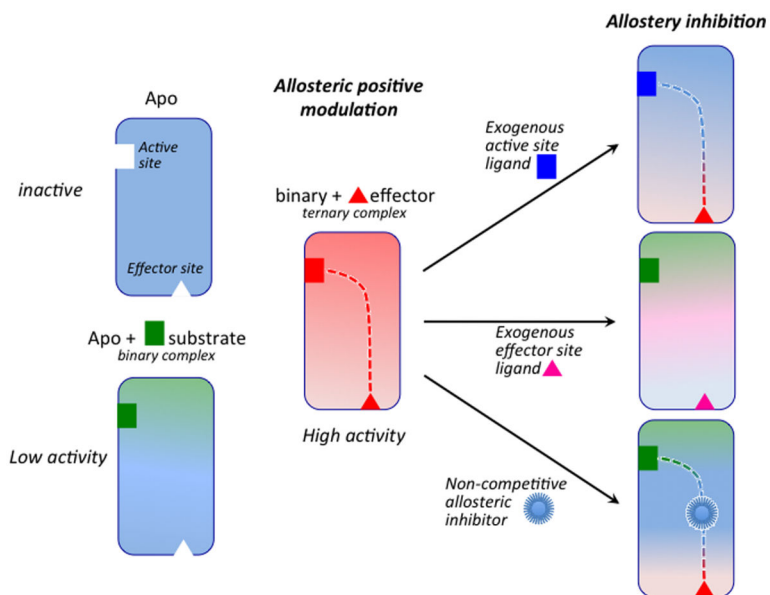 Allostery inhibition
Apo
Active
site
inactive
Effector site
Allosteric positive
modulation
Exogenous
active site
ligand
binary + effector
ternary complex
Apo + substrate
binary complex
Low activity
High activity
Exogenous
effector site
ligand
Non-competitive
allosteric
inhibitor